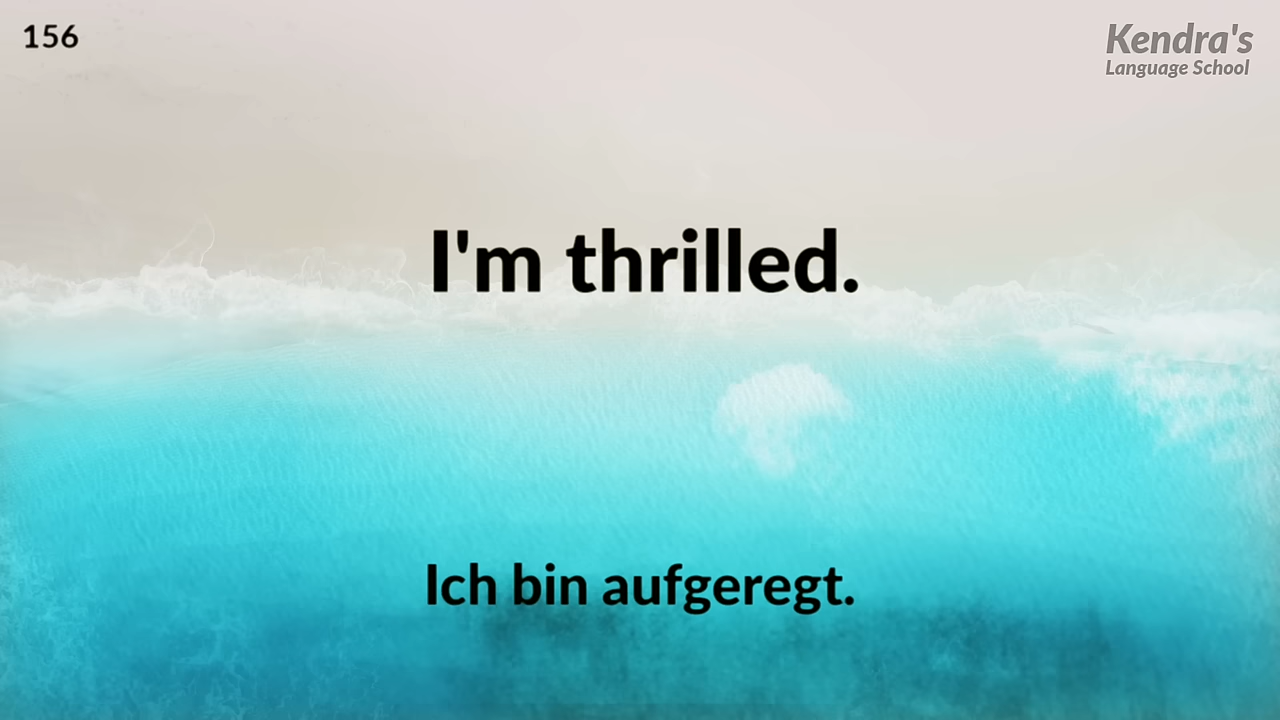 156
Kendra's
Language School
I'm thrilled.
Ich bin aufgeregt.